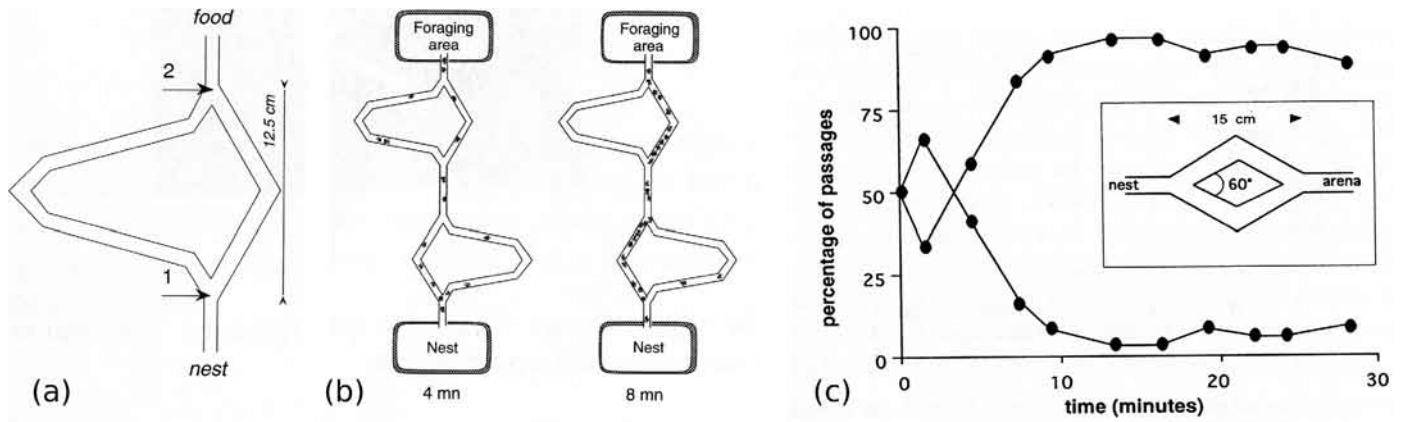 food
2
12.5 cm
1
nest
(a)
Foraging
area
Nest
4 mn
Foraging
area
Nest
8 mn
(b)
100
75
50
25
0
percentage of passages
15 cm
nest
60°
arena
0
10
20
30
time (minutes)
(c)